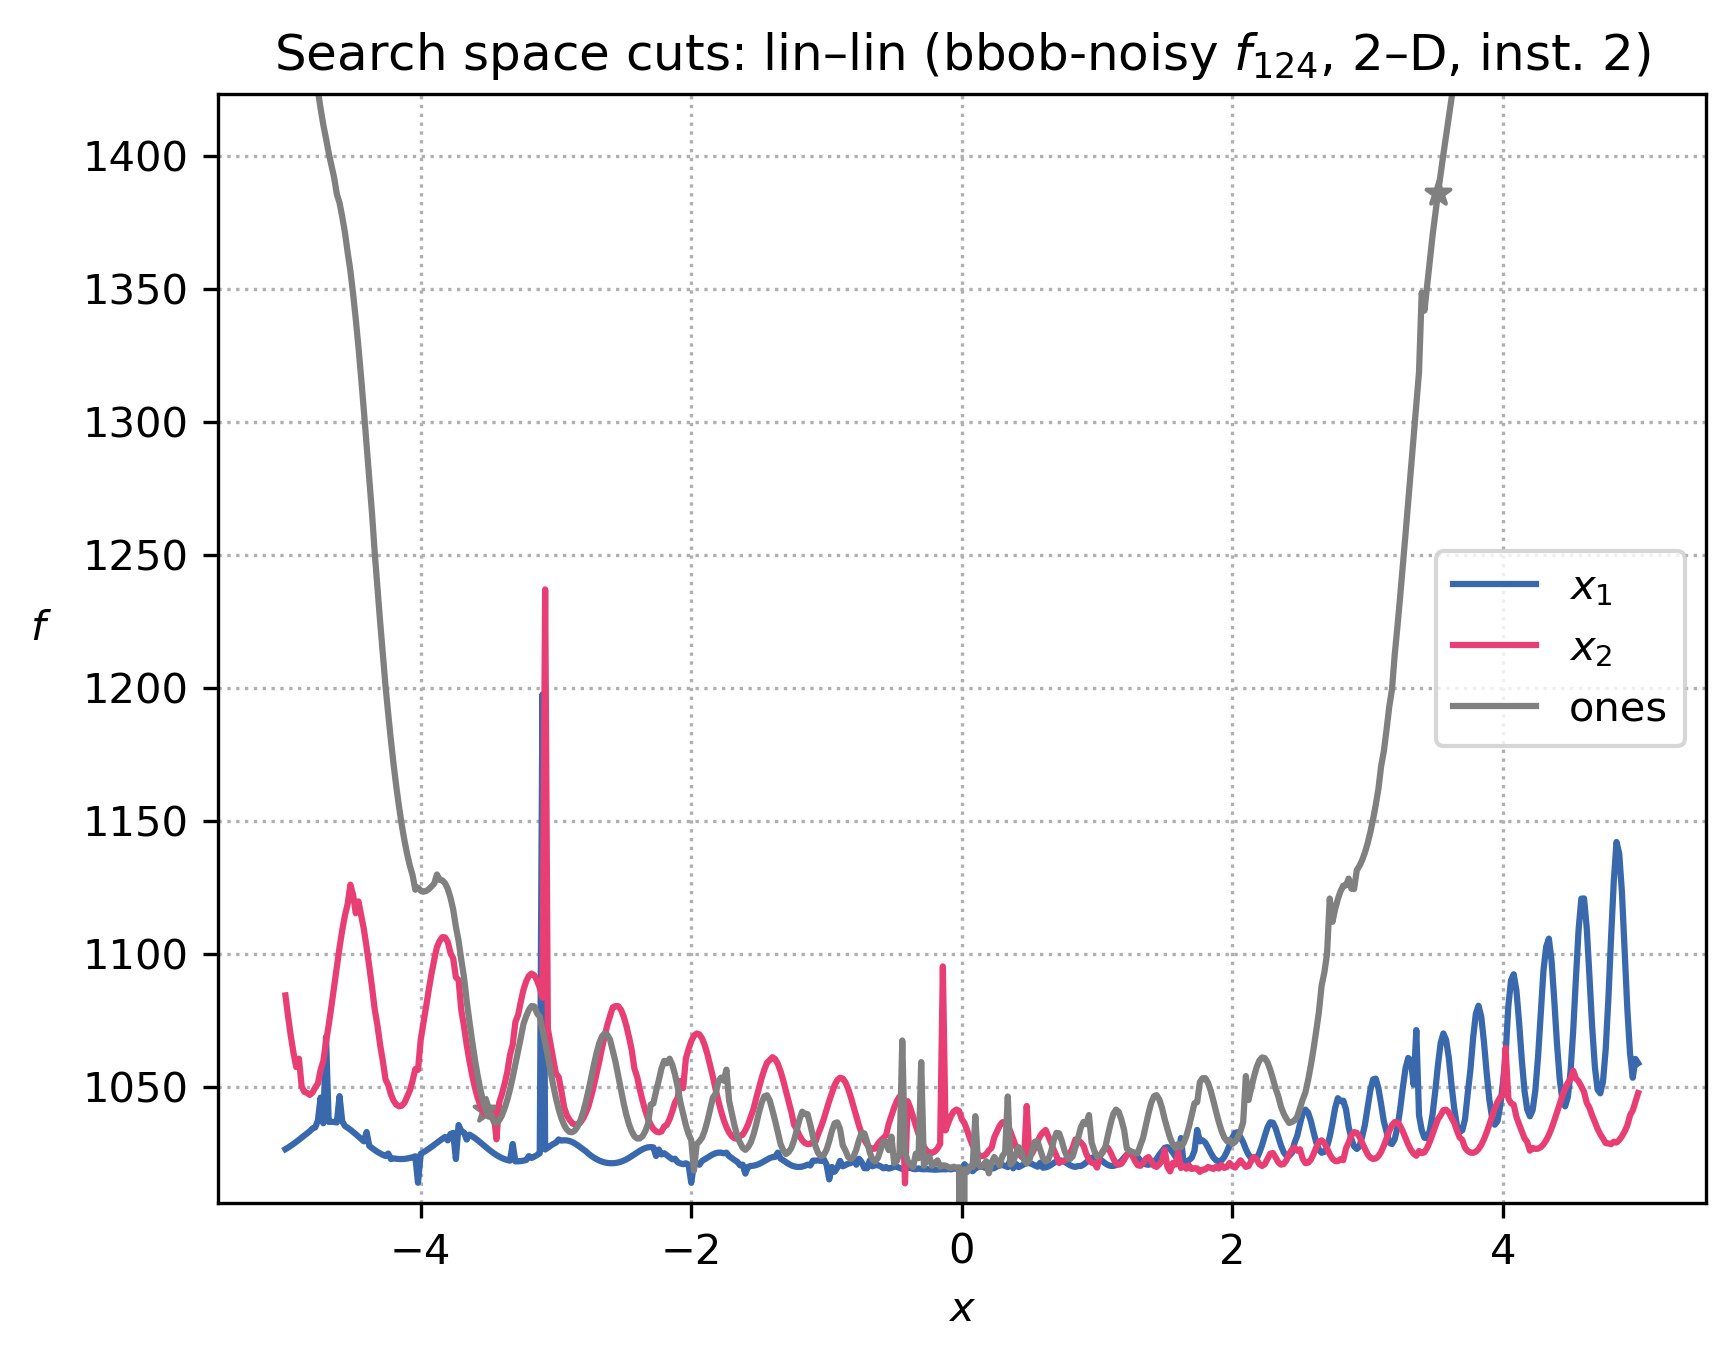 Search space cuts: lin–lin (bbob-noisy f₁₂₄, 2–D, inst. 2)
1400
1350
1300
1250
1200
1150
1100
1050
f
x₁
x₂
ones
−4 −2 0 2 4
x